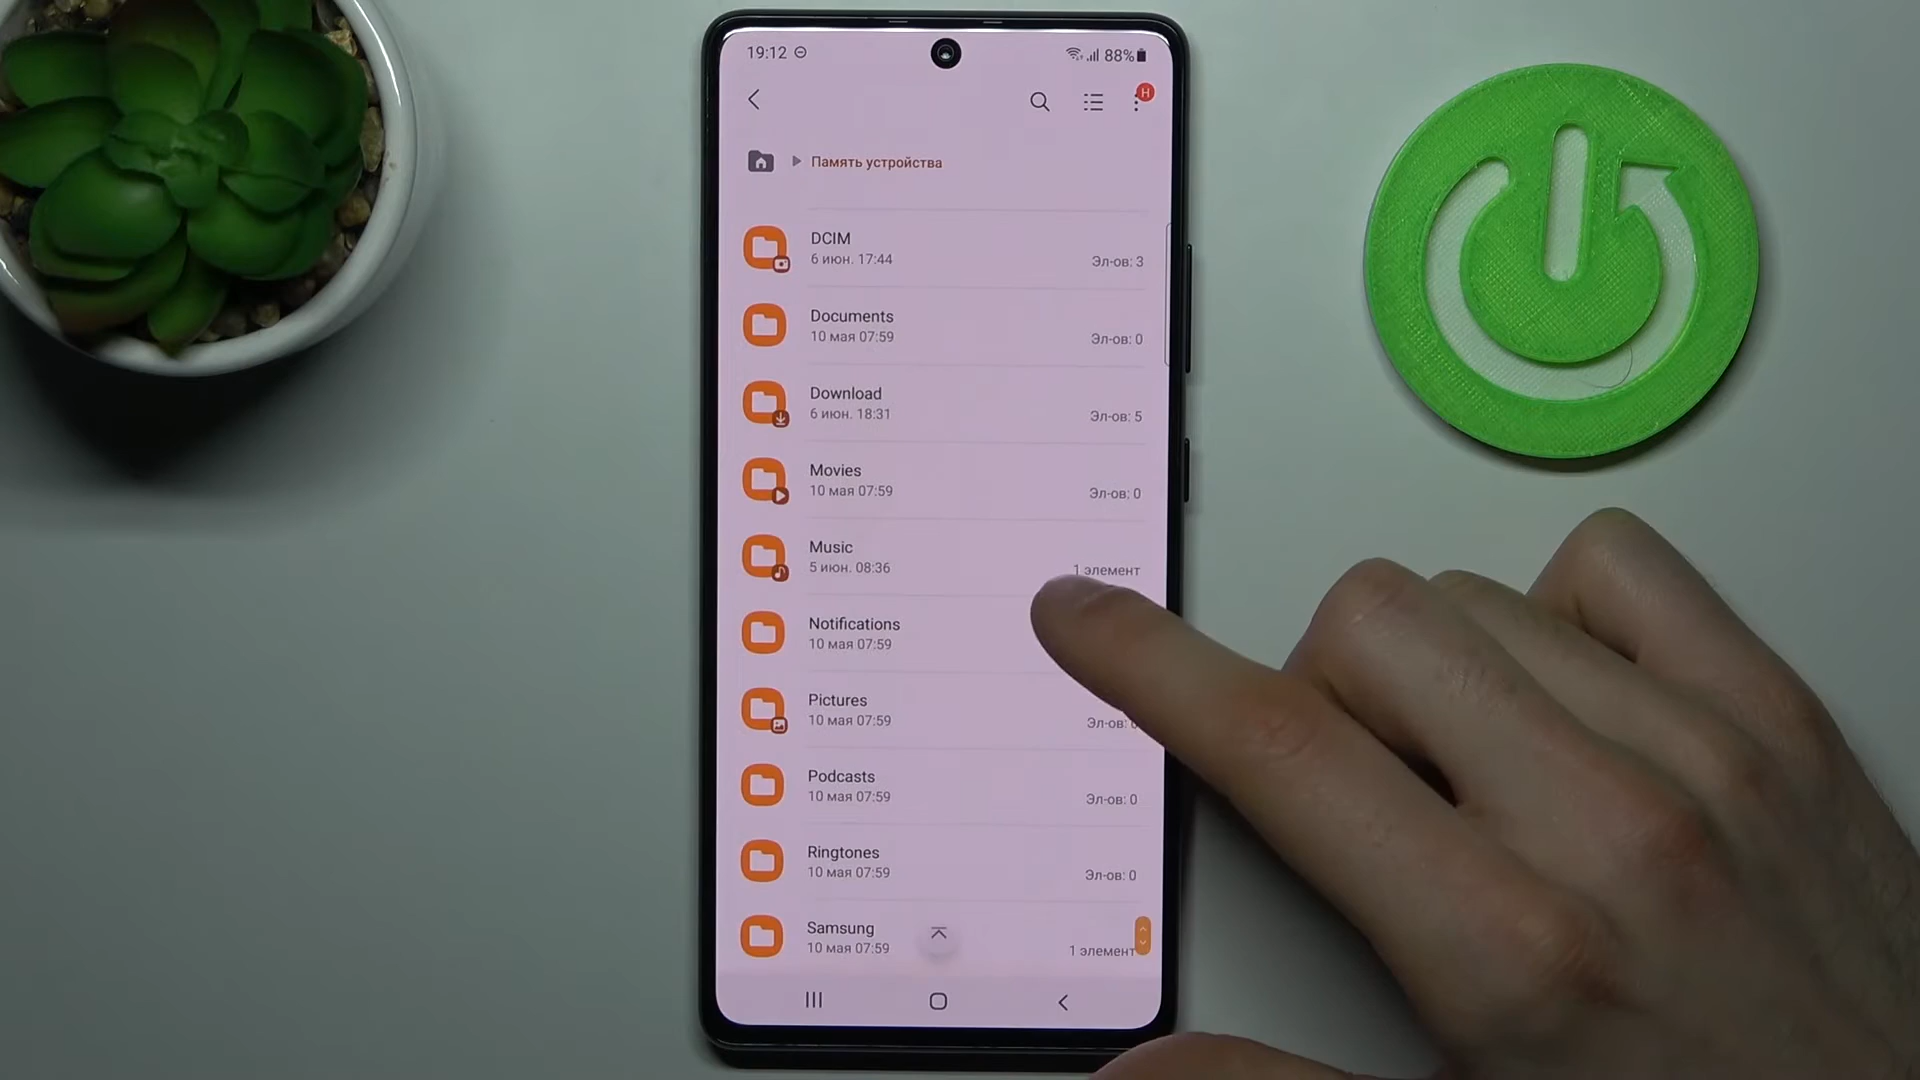 19:12 88%
H
Память устройства
DCIM
6 июн. 17:44 Эл-ов: 3
Documents
10 мая 07:59 Эл-ов: 0
Download
6 июн. 18:31 Эл-ов: 5
Movies
10 мая 07:59 Эл-ов: 0
Music
5 июн. 08:36 1 элемент
Notifications
10 мая 07:59
Pictures
10 мая 07:59 Эл-ов:
Podcasts
10 мая 07:59 Эл-ов: 0
Ringtones
10 мая 07:59 Эл-ов: 0
Samsung
10 мая 07:59 1 элемент